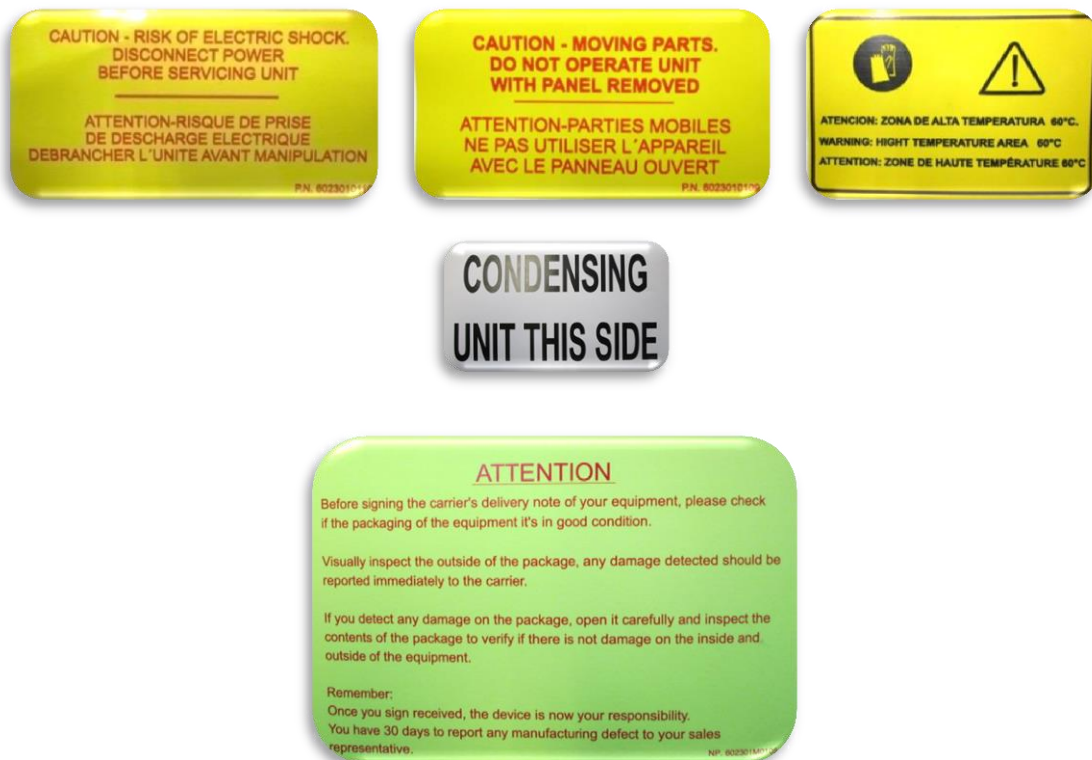 CAUTION - RISK OF ELECTRIC SHOCK.
DISCONNECT POWER
BEFORE SERVICING UNIT
ATTENTION-RISQUE DE PRISE
DE DESCHARGE ELECTRIQUE
DEBRANCHER L´UNITE AVANT MANIPULATION
P.N.
CAUTION - MOVING PARTS.
DO NOT OPERATE UNIT
WITH PANEL REMOVED
ATTENTION-PARTIES MOBILES
NE PAS UTILISER L´APPAREIL
AVEC LE PANNEAU OUVERT
P.N. 6023010109
ATENCION: ZONA DE ALTA TEMPERATURA 60°C.
WARNING: HIGHT TEMPERATURE AREA 60°C
ATTENTION: ZONE DE HAUTE TEMPÉRATURE 60°C
CONDENSING
UNIT THIS SIDE
ATTENTION
Before signing the carrier's delivery note of your equipment, please check
if the packaging of the equipment it's in good condition.
Visually inspect the outside of the package, any damage detected should be
reported immediately to the carrier.
If you detect any damage on the package, open it carefully and inspect the
contents of the package to verify if there is not damage on the inside and
outside of the equipment.
Remember:
Once you sign received, the device is now your responsibility.
You have 30 days to report any manufacturing defect to your sales
representative.
NP.